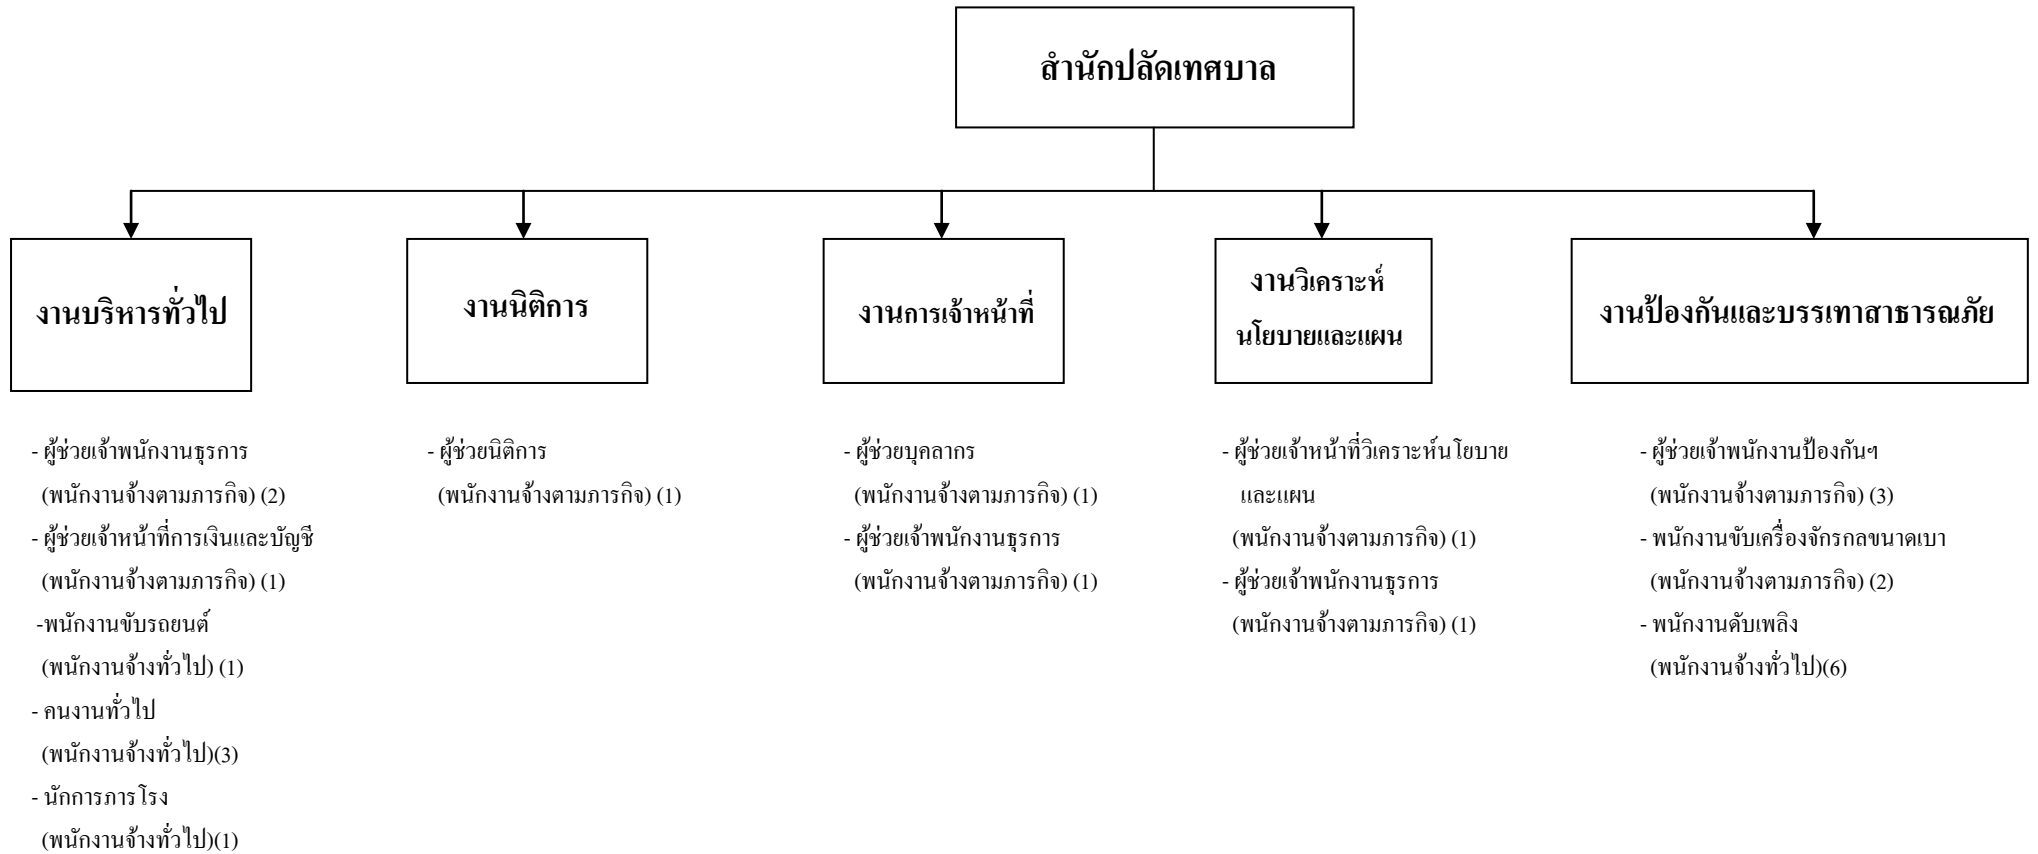 สำนักปลัดเทศบาล
งานบริหารทั่วไป
งานนิติการ
งานการเจ้าหน้าที่
งานวิเคราะห์
นโยบายและแผน
งานป้องกันและบรรเทาสาธารณภัย
- ผู้ช่วยเจ้าพนักงานธุรการ
(พนักงานจ้างตามภารกิจ) (2)
- ผู้ช่วยเจ้าหน้าที่การเงินและบัญชี
(พนักงานจ้างตามภารกิจ) (1)
-พนักงานขับรถยนต์
(พนักงานจ้างทั่วไป) (1)
- คนงานทั่วไป
(พนักงานจ้างทั่วไป)(3)
- นักการภารโรง
(พนักงานจ้างทั่วไป)(1)
- ผู้ช่วยนิติการ
(พนักงานจ้างตามภารกิจ) (1)
- ผู้ช่วยบุคลากร
(พนักงานจ้างตามภารกิจ) (1)
- ผู้ช่วยเจ้าพนักงานธุรการ
(พนักงานจ้างตามภารกิจ) (1)
- ผู้ช่วยเจ้าหน้าที่วิเคราะห์นโยบาย
และแผน
(พนักงานจ้างตามภารกิจ) (1)
- ผู้ช่วยเจ้าพนักงานธุรการ
(พนักงานจ้างตามภารกิจ) (1)
- ผู้ช่วยเจ้าพนักงานป้องกันฯ
(พนักงานจ้างตามภารกิจ) (3)
- พนักงานขับเครื่องจักรกลขนาดเบา
(พนักงานจ้างตามภารกิจ) (2)
- พนักงานดับเพลิง
(พนักงานจ้างทั่วไป)(6)